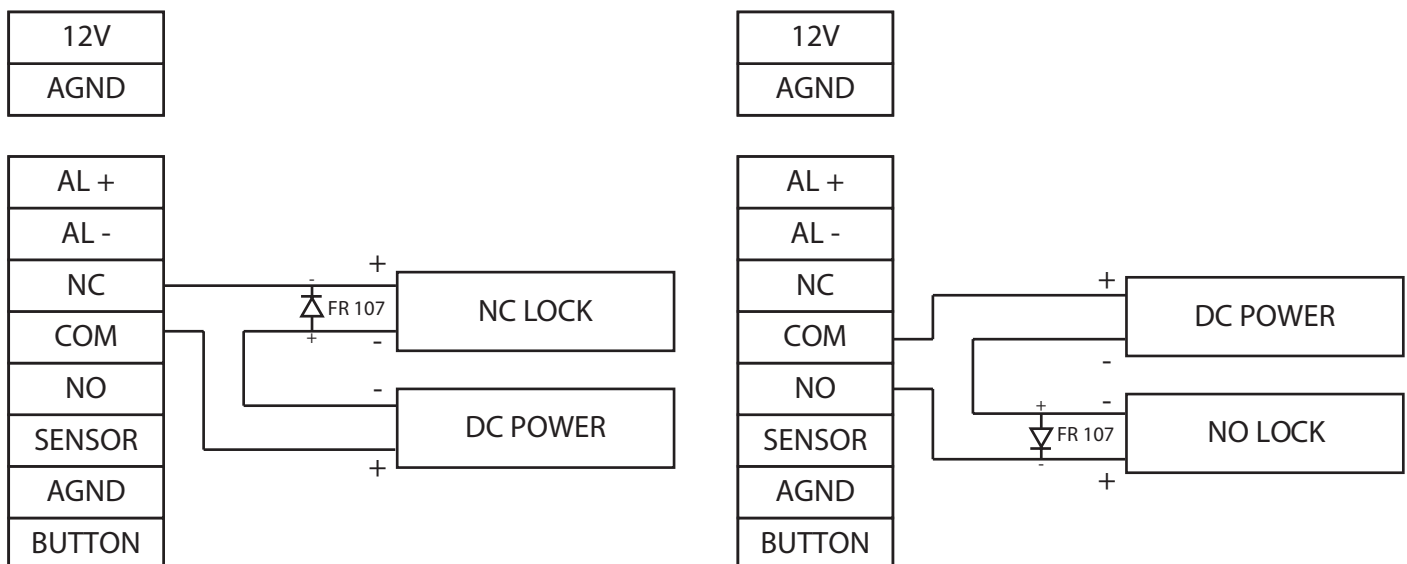 12V
AGND
AL +
AL -
NC
COM
NO
SENSOR
AGND
BUTTON
+
-
FR 107
+
-
NC LOCK
-
DC POWER
+
12V
AGND
AL +
AL -
NC
COM
NO
SENSOR
AGND
BUTTON
+
DC POWER
-
+
-
FR 107
-
NO LOCK
+